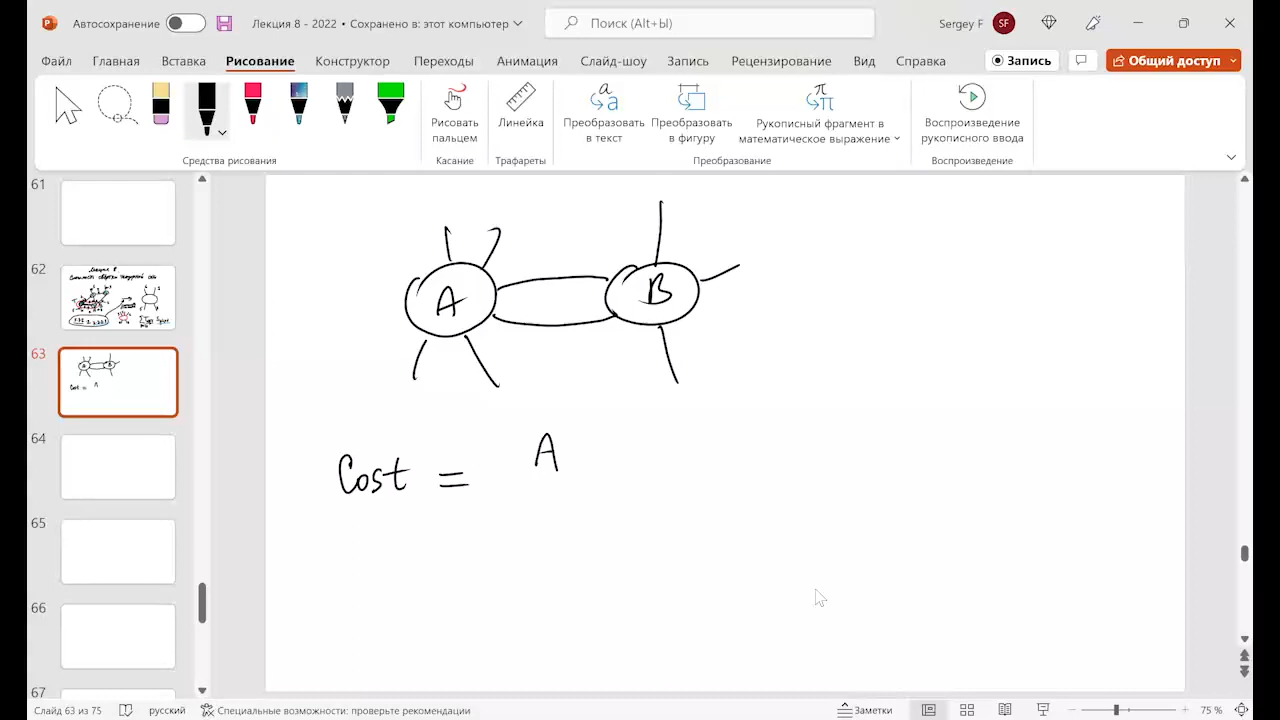 Автосохранение
Лекция 8 - 2022 • Сохранено в: этот компьютер
Поиск (Alt+Ы)
Sergey F
SF
Файл
Главная
Вставка
Рисование
Конструктор
Переходы
Анимация
Слайд-шоу
Запись
Рецензирование
Вид
Справка
Запись
Общий доступ
Рисовать пальцем
Линейка
Преобразовать в текст
Преобразовать в фигуру
Рукописный фрагмент в математическое выражение
Воспроизведение рукописного ввода
Средства рисования
Касание
Трафареты
Преобразование
Воспроизведение
61
62
63
64
65
66
67
A
B
Cost = A
Слайд 63 из 75
русский
Специальные возможности: проверьте рекомендации
Заметки
75 %